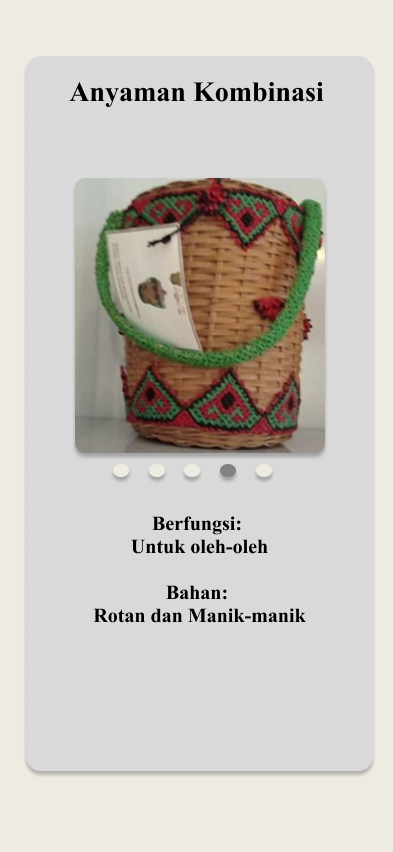 Anyaman Kombinasi
Berfungsi:
Untuk oleh-oleh
Bahan:
Rotan dan Manik-manik